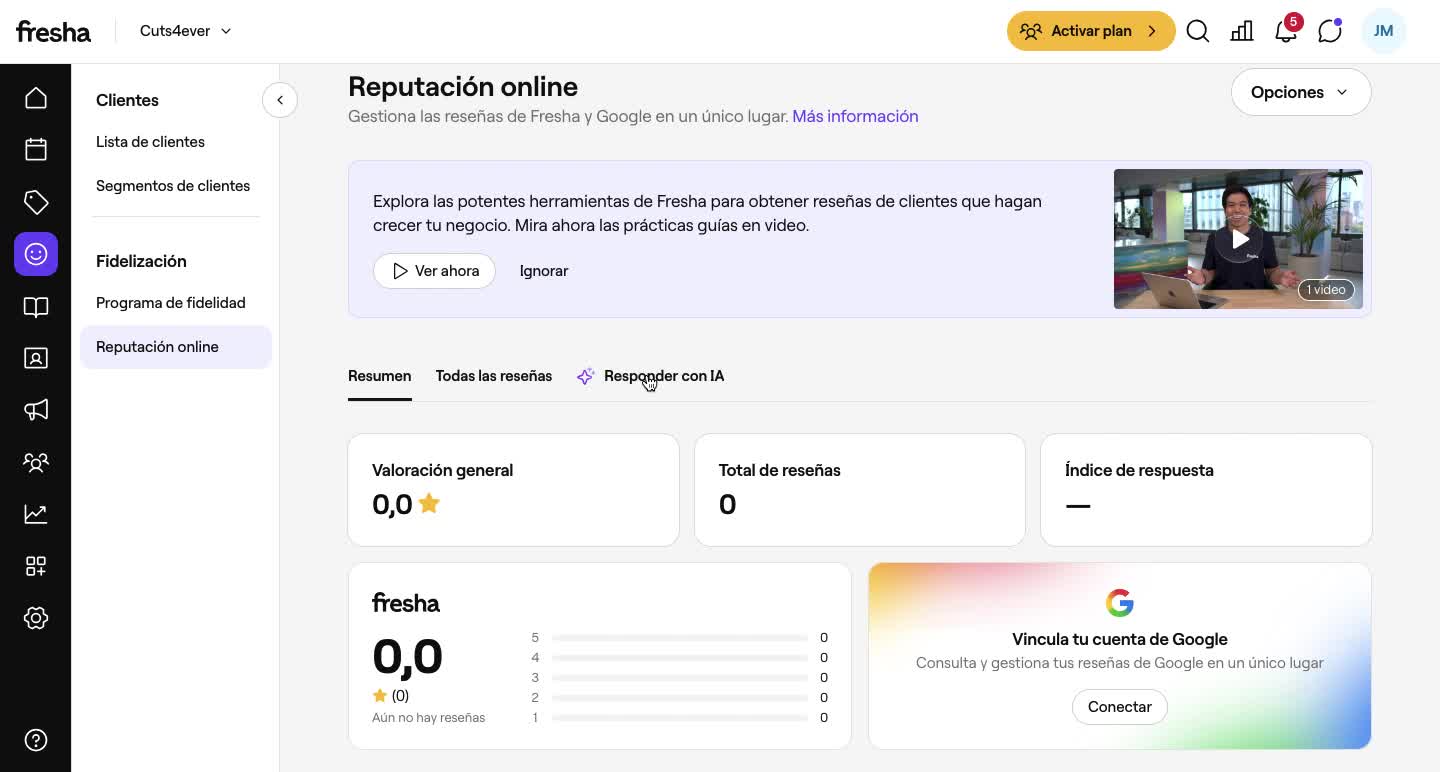 fresha
Cuts4ever
Activar plan
5
JM
Clientes
Lista de clientes
Segmentos de clientes
Fidelización
Programa de fidelidad
Reputación online
Reputación online
Gestiona las reseñas de Fresha y Google en un único lugar. Más información
Opciones
Explora las potentes herramientas de Fresha para obtener reseñas de clientes que hagan
crecer tu negocio. Mira ahora las prácticas guías en video.
Ver ahora
Ignorar
1 video
Resumen
Todas las reseñas
Responder con IA
Valoración general
0,0
Total de reseñas
0
Índice de respuesta
—
fresha
0,0
(0)
Aún no hay reseñas
5 0
4 0
3 0
2 0
1 0
Vincula tu cuenta de Google
Consulta y gestiona tus reseñas de Google en un único lugar
Conectar